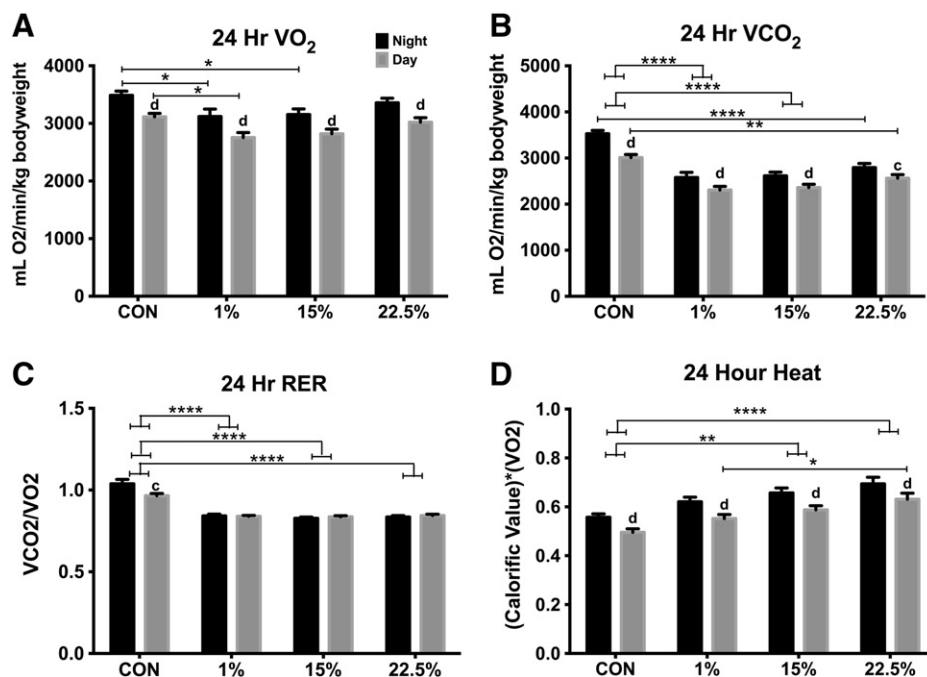 A
24 Hr VO2
Night
Day
mL O2/min/kg bodyweight
4000
3000
2000
1000
0
*
*
*
d
d
d
d
CON
1%
15%
22.5%
B
24 Hr VCO2
mL O2/min/kg bodyweight
5000
4000
3000
2000
1000
0
****
****
****
**
d
d
d
c
CON
1%
15%
22.5%
C
24 Hr RER
VCO2/VO2
1.5
1.0
0.5
0.0
****
****
****
c
CON
1%
15%
22.5%
D
24 Hour Heat
(Calorific Value)*(VO2)
1.0
0.8
0.6
0.4
0.2
0.0
****
**
*
d
d
d
d
CON
1%
15%
22.5%